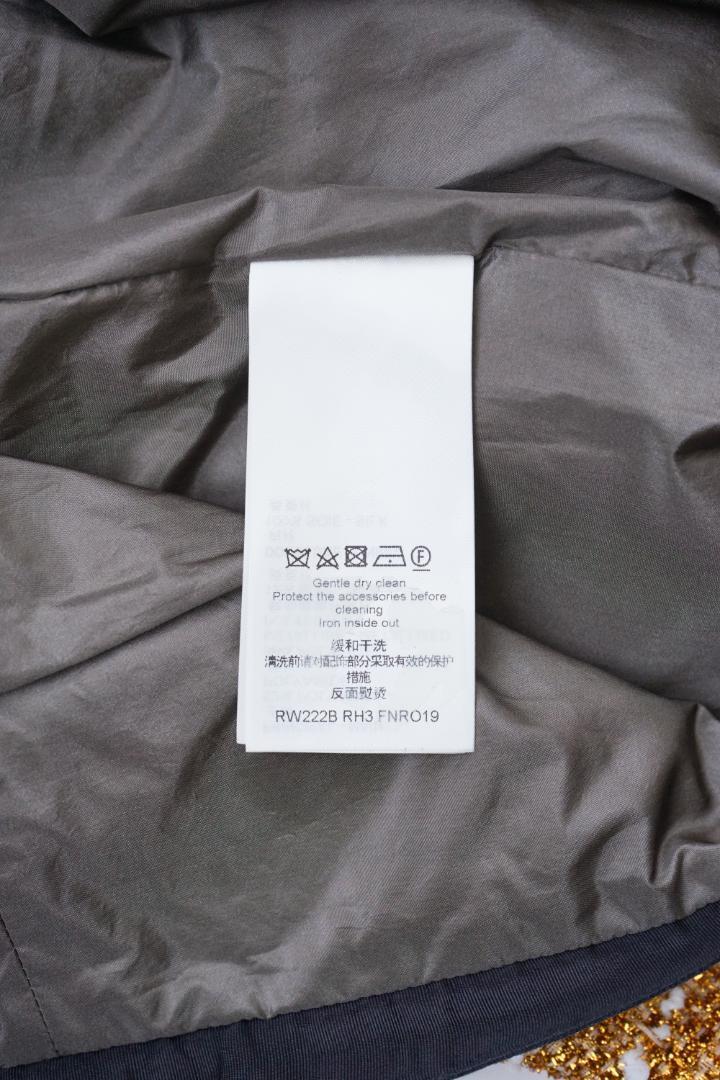 F
Gentle dry clean
Protect the accessories before
cleaning
Iron inside out
缓和干洗
清洗前请对配饰部分采取有效的保护
措施
反面熨烫
RW222B RH3 FNRO19